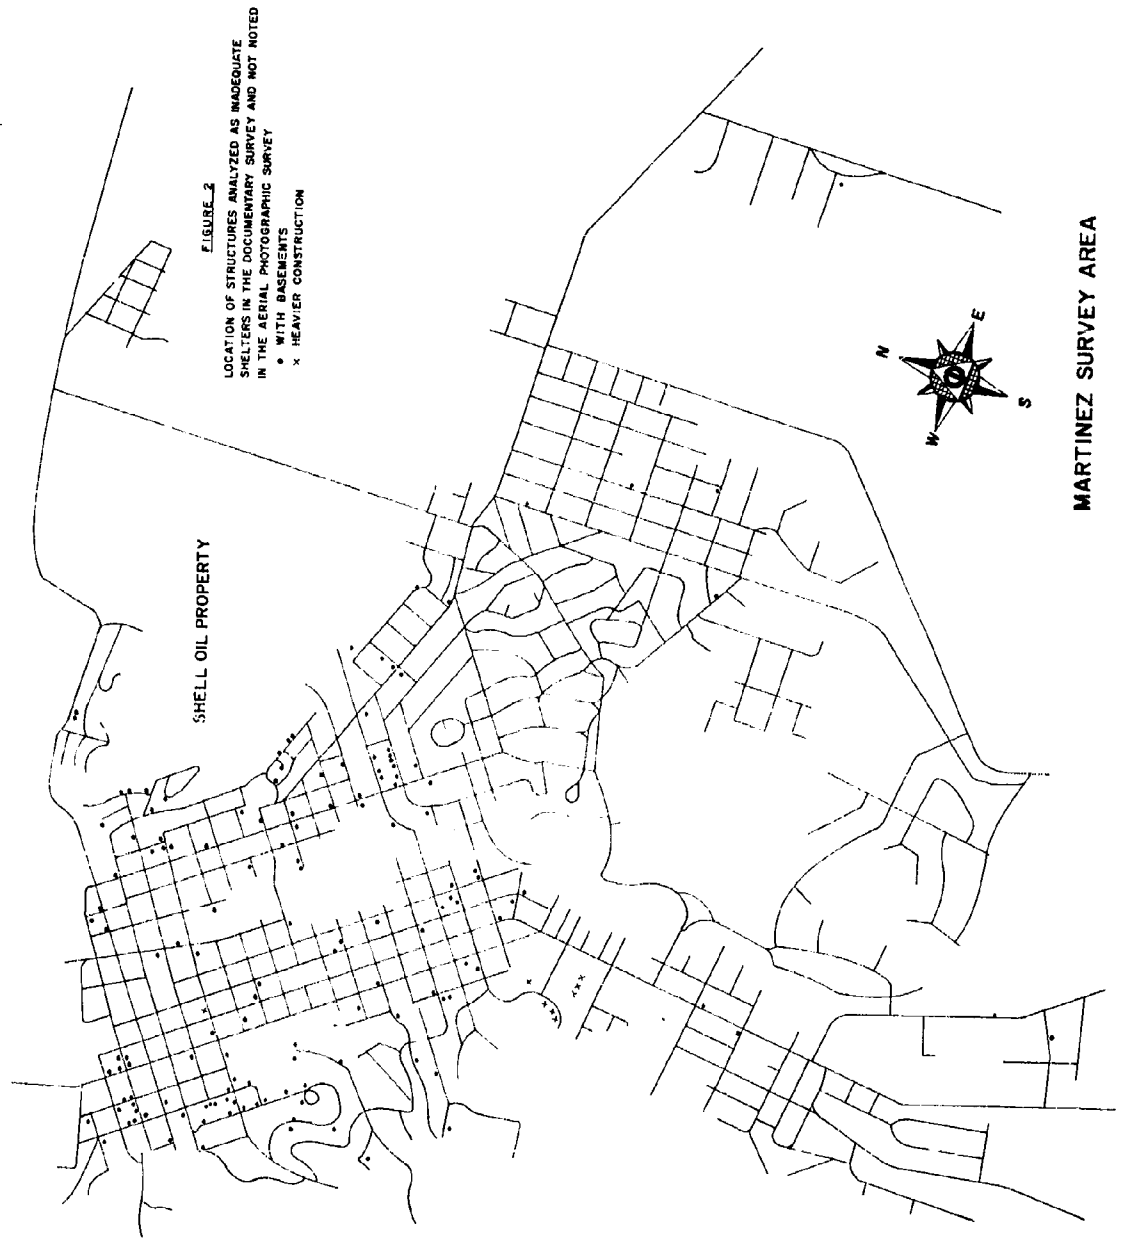 FIGURE 2
LOCATION OF STRUCTURES ANALYZED AS INADEQUATE
SHELTERS IN THE DOCUMENTARY SURVEY AND NOT NOTED
IN THE AERIAL PHOTOGRAPHIC SURVEY
• WITH BASEMENTS
x HEAVIER CONSTRUCTION
SHELL OIL PROPERTY
N
E
W
S
MARTINEZ SURVEY AREA